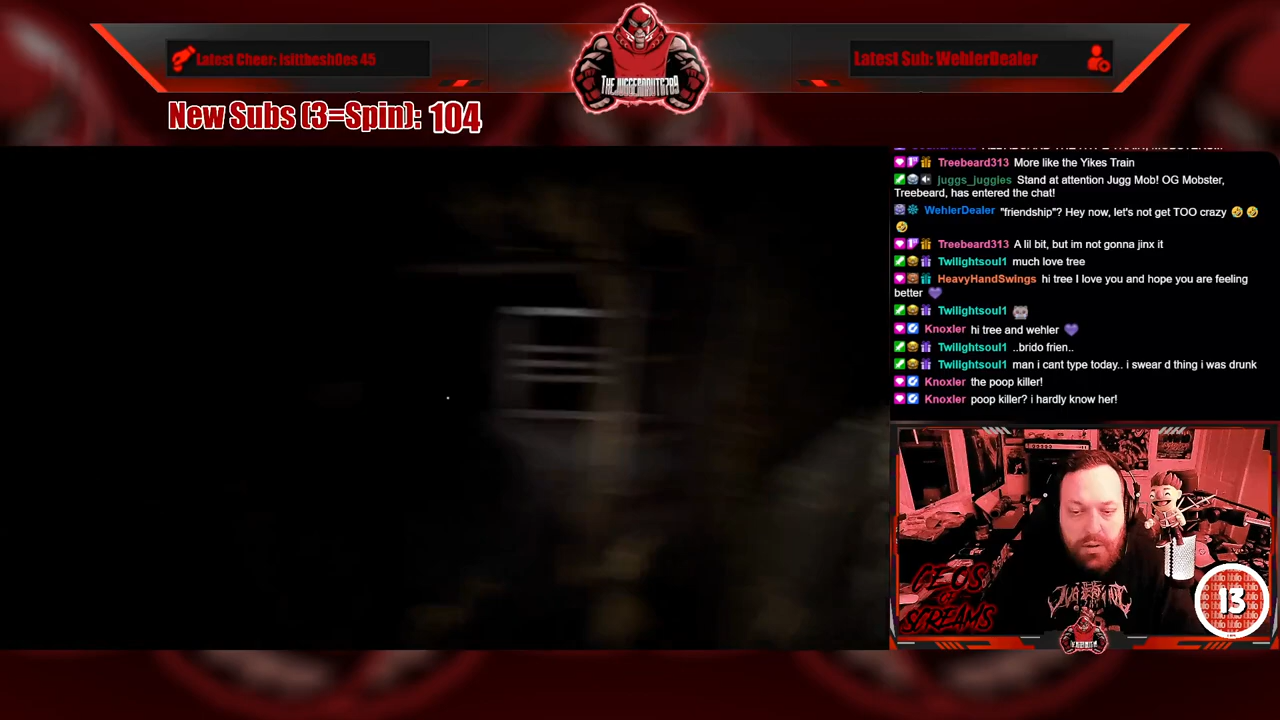 Latest Cheer: isitthesh0es 45
THEJUGGERNAUT6789
Latest Sub: WehlerDealer
New Subs (3=Spin): 104
Treebeard313 More like the Yikes Train
juggs_juggles Stand at attention Jugg Mob! OG Mobster,
Treebeard, has entered the chat!
WehlerDealer "friendship"? Hey now, let's not get TOO crazy 🤣 🤣
🤣
Treebeard313 A lil bit, but im not gonna jinx it
Twilightsoul1 much love tree
HeavyHandSwings hi tree I love you and hope you are feeling
better 💜
Twilightsoul1
Knoxler hi tree and wehler 💜
Twilightsoul1 ..brido frien..
Twilightsoul1 man i cant type today.. i swear d thing i was drunk
Knoxler the poop killer!
Knoxler poop killer? i hardly know her!
SCREAMS
13